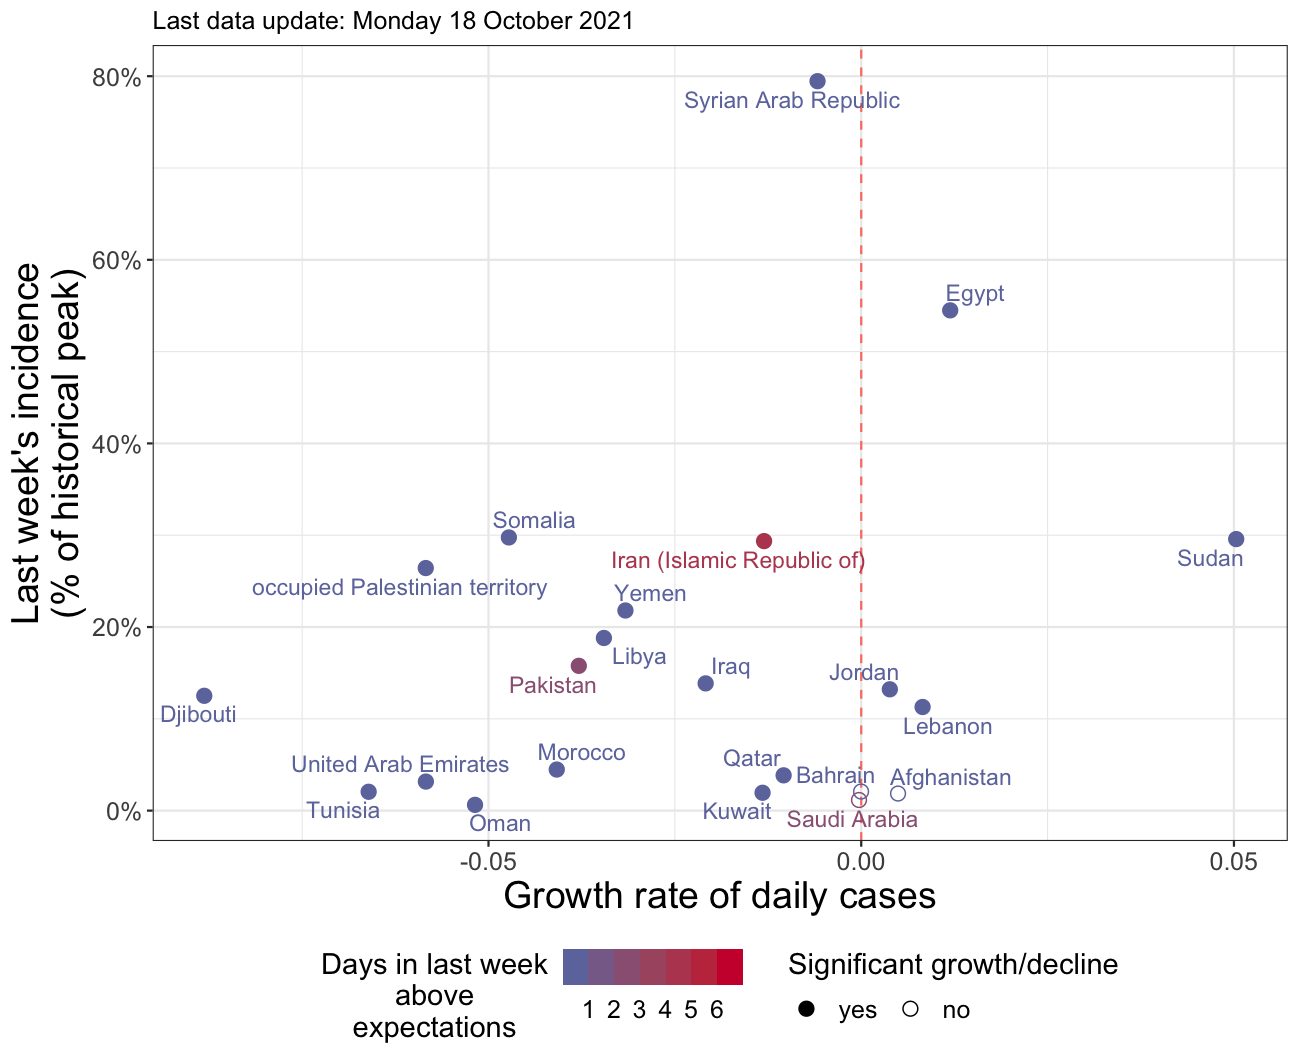 Last data update: Monday 18 October 2021
80%
60%
40%
20%
0%
Last week's incidence
(% of historical peak)
Syrian Arab Republic
Egypt
Somalia
Iran (Islamic Republic of)
Sudan
occupied Palestinian territory
Yemen
Libya
Pakistan
Iraq
Jordan
Djibouti
Lebanon
Morocco
United Arab Emirates
Qatar
Bahrain
Afghanistan
Tunisia
Kuwait
Oman
Saudi Arabia
-0.05
0.00
0.05
Growth rate of daily cases
Days in last week
above
expectations
1 2 3 4 5 6
Significant growth/decline
yes
no